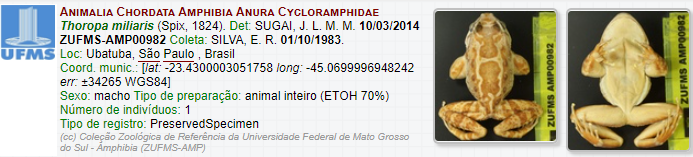 ANIMALIA CHORDATA AMPHIBIA ANURA CYCLORAMPHIDAE
Thoropa miliaris (Spix, 1824). Det: SUGAI, J. L. M. M. 10/03/2014
ZUFMS-AMP00982 Coleta: SILVA, E. R. 01/10/1983.
Loc: Ubatuba, São Paulo , Brasil
Coord. munic.: [lat: -23.4300003051758 long: -45.0699996948242
err: ±34265 WGS84]
Sexo: macho Tipo de preparação: animal inteiro (ETOH 70%)
Número de indivíduos: 1
Tipo de registro: PreservedSpecimen
(cc) Coleção Zoológica de Referência da Universidade Federal de Mato Grosso
do Sul - Amphibia (ZUFMS-AMP)
UFMS
ZUFMS AMP00982
ZUFMS AMP00982